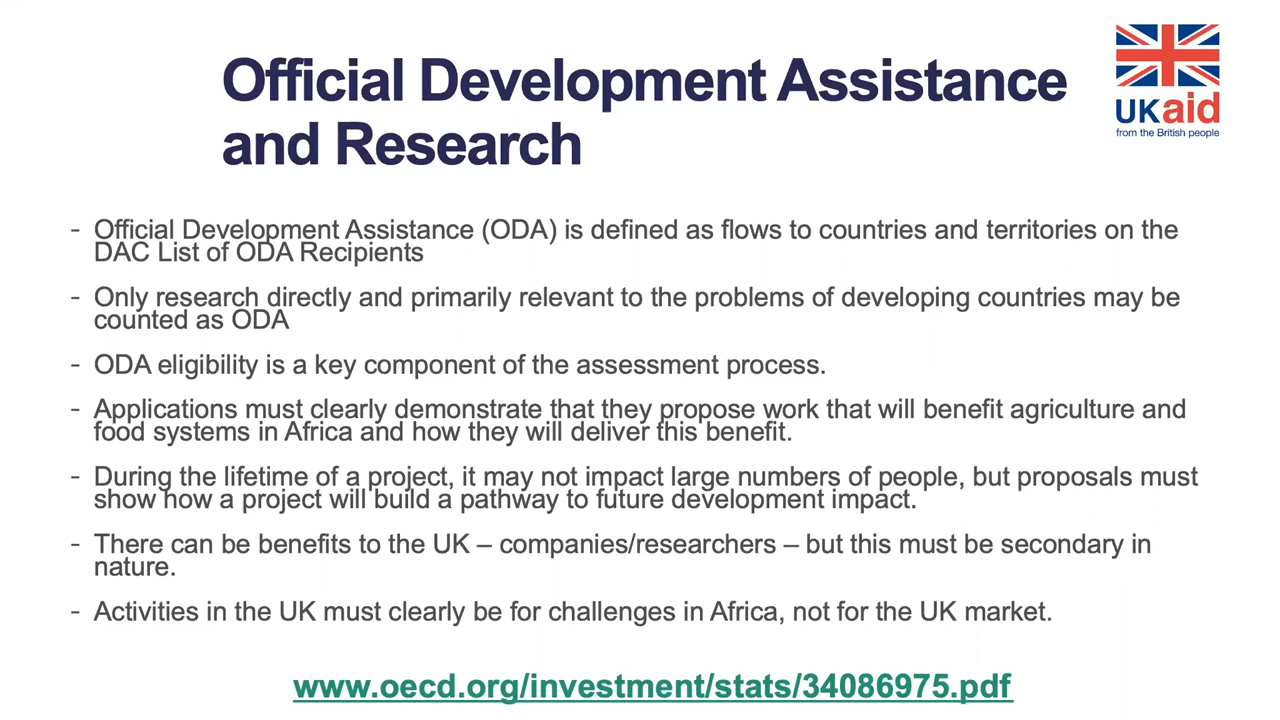 Official Development Assistance
and Research
UKaid
from the British people
- Official Development Assistance (ODA) is defined as flows to countries and territories on the
DAC List of ODA Recipients
- Only research directly and primarily relevant to the problems of developing countries may be
counted as ODA
- ODA eligibility is a key component of the assessment process.
- Applications must clearly demonstrate that they propose work that will benefit agriculture and
food systems in Africa and how they will deliver this benefit.
- During the lifetime of a project, it may not impact large numbers of people, but proposals must
show how a project will build a pathway to future development impact.
- There can be benefits to the UK – companies/researchers – but this must be secondary in
nature.
- Activities in the UK must clearly be for challenges in Africa, not for the UK market.
www.oecd.org/investment/stats/34086975.pdf